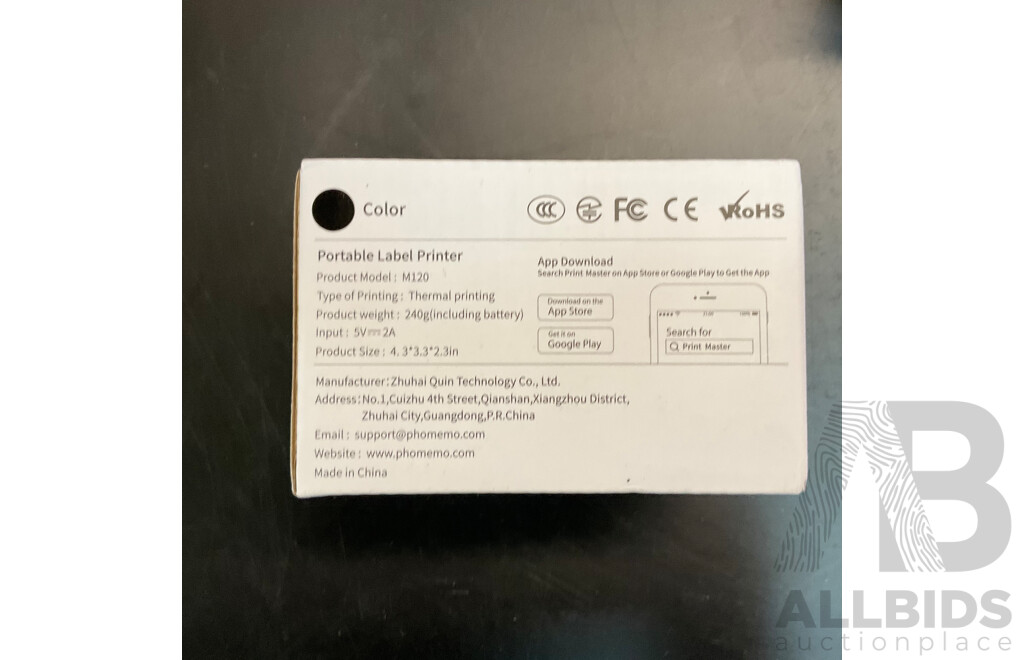 Color
CCC
FC
CE
RoHS
Portable Label Printer
Product Model : M120
Type of Printing : Thermal printing
Product weight : 240g(including battery)
Input : 5V⎓2A
Product Size : 4. 3*3.3*2.3in
App Download
Search Print Master on App Store or Google Play to Get the App
Download on the
App Store
Get it on
Google Play
Search for
Print Master
Manufacturer:Zhuhai Quin Technology Co., Ltd.
Address:No.1,Cuizhu 4th Street,Qianshan,Xiangzhou District,
Zhuhai City,Guangdong,P.R.China
Email : support@phomemo.com
Website : www.phomemo.com
Made in China
AB
ALLBIDS
auctionplace